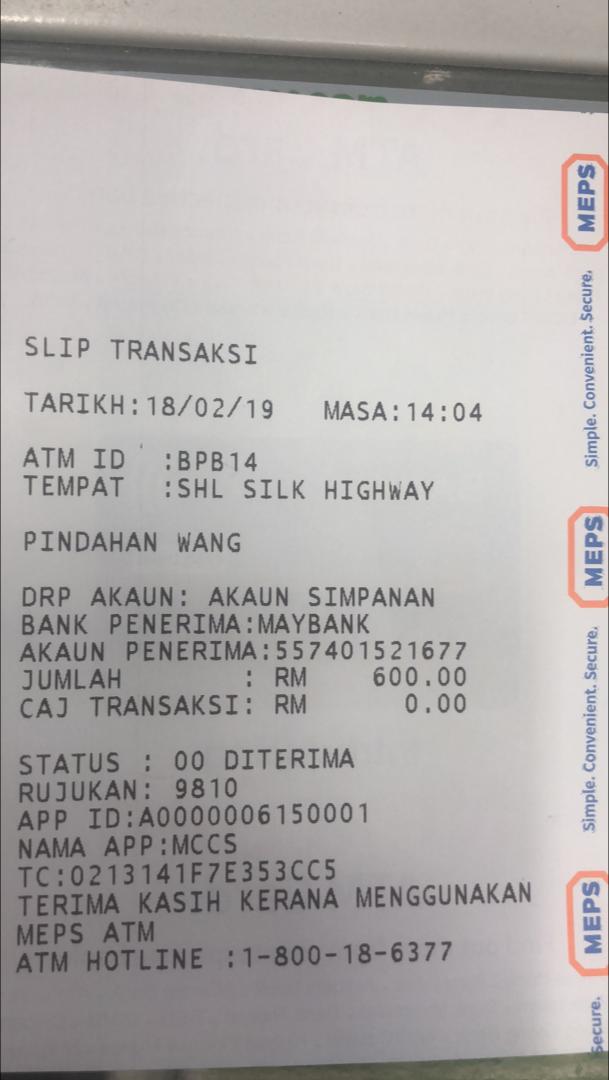 SLIP TRANSAKSI
TARIKH:18/02/19 MASA:14:04
ATM ID :BPB14
TEMPAT :SHL SILK HIGHWAY
PINDAHAN WANG
DRP AKAUN: AKAUN SIMPANAN
BANK PENERIMA:MAYBANK
AKAUN PENERIMA:557401521677
JUMLAH : RM 600.00
CAJ TRANSAKSI: RM 0.00
STATUS : 00 DITERIMA
RUJUKAN: 9810
APP ID:A0000006150001
NAMA APP:MCCS
TC:0213141F7E353CC5
TERIMA KASIH KERANA MENGGUNAKAN
MEPS ATM
ATM HOTLINE :1-800-18-6377
MEPS
Simple. Convenient. Secure.
MEPS
Simple. Convenient. Secure.
MEPS
Secure.